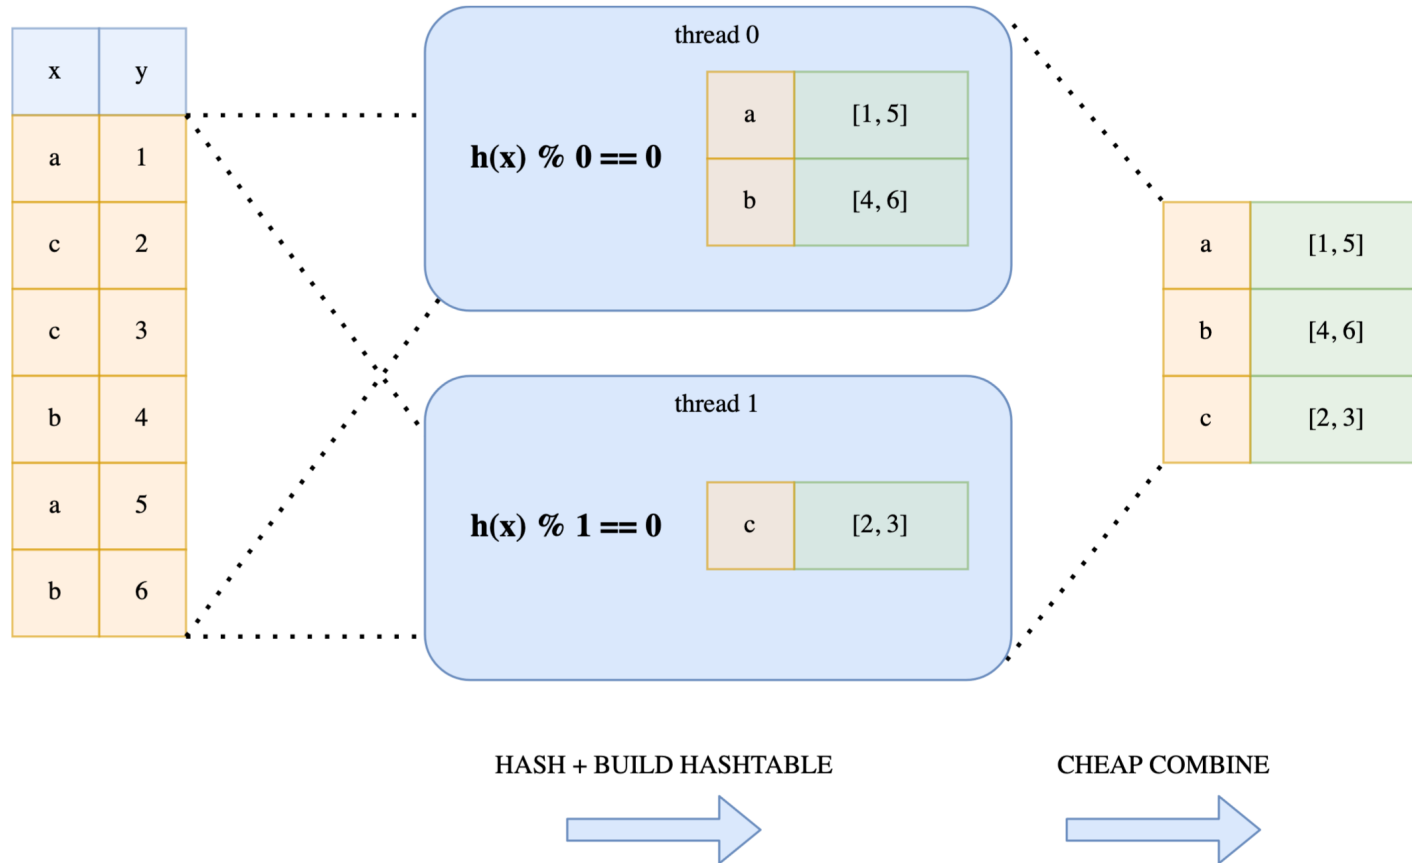 x y
a 1
c 2
c 3
b 4
a 5
b 6
thread 0
h(x) % 0 == 0
a [1, 5]
b [4, 6]
thread 1
h(x) % 1 == 0
c [2, 3]
a [1, 5]
b [4, 6]
c [2, 3]
HASH + BUILD HASHTABLE
CHEAP COMBINE